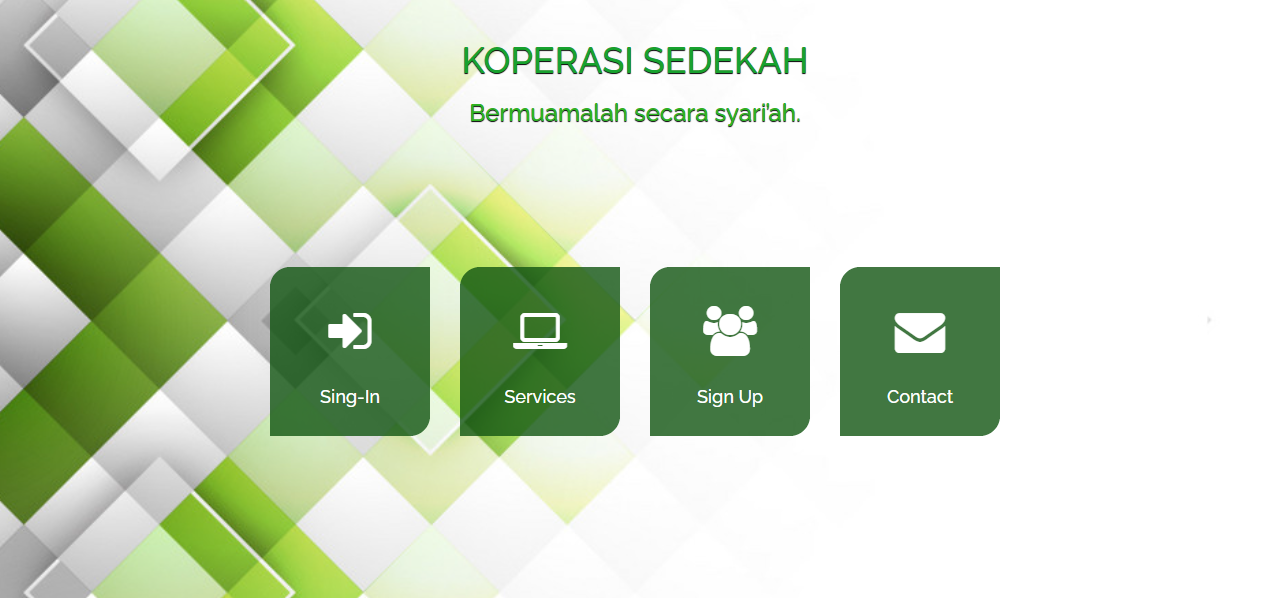 KOPERASI SEDEKAH
Bermuamalah secara syari'ah.
Sing-In
Services
Sign Up
Contact